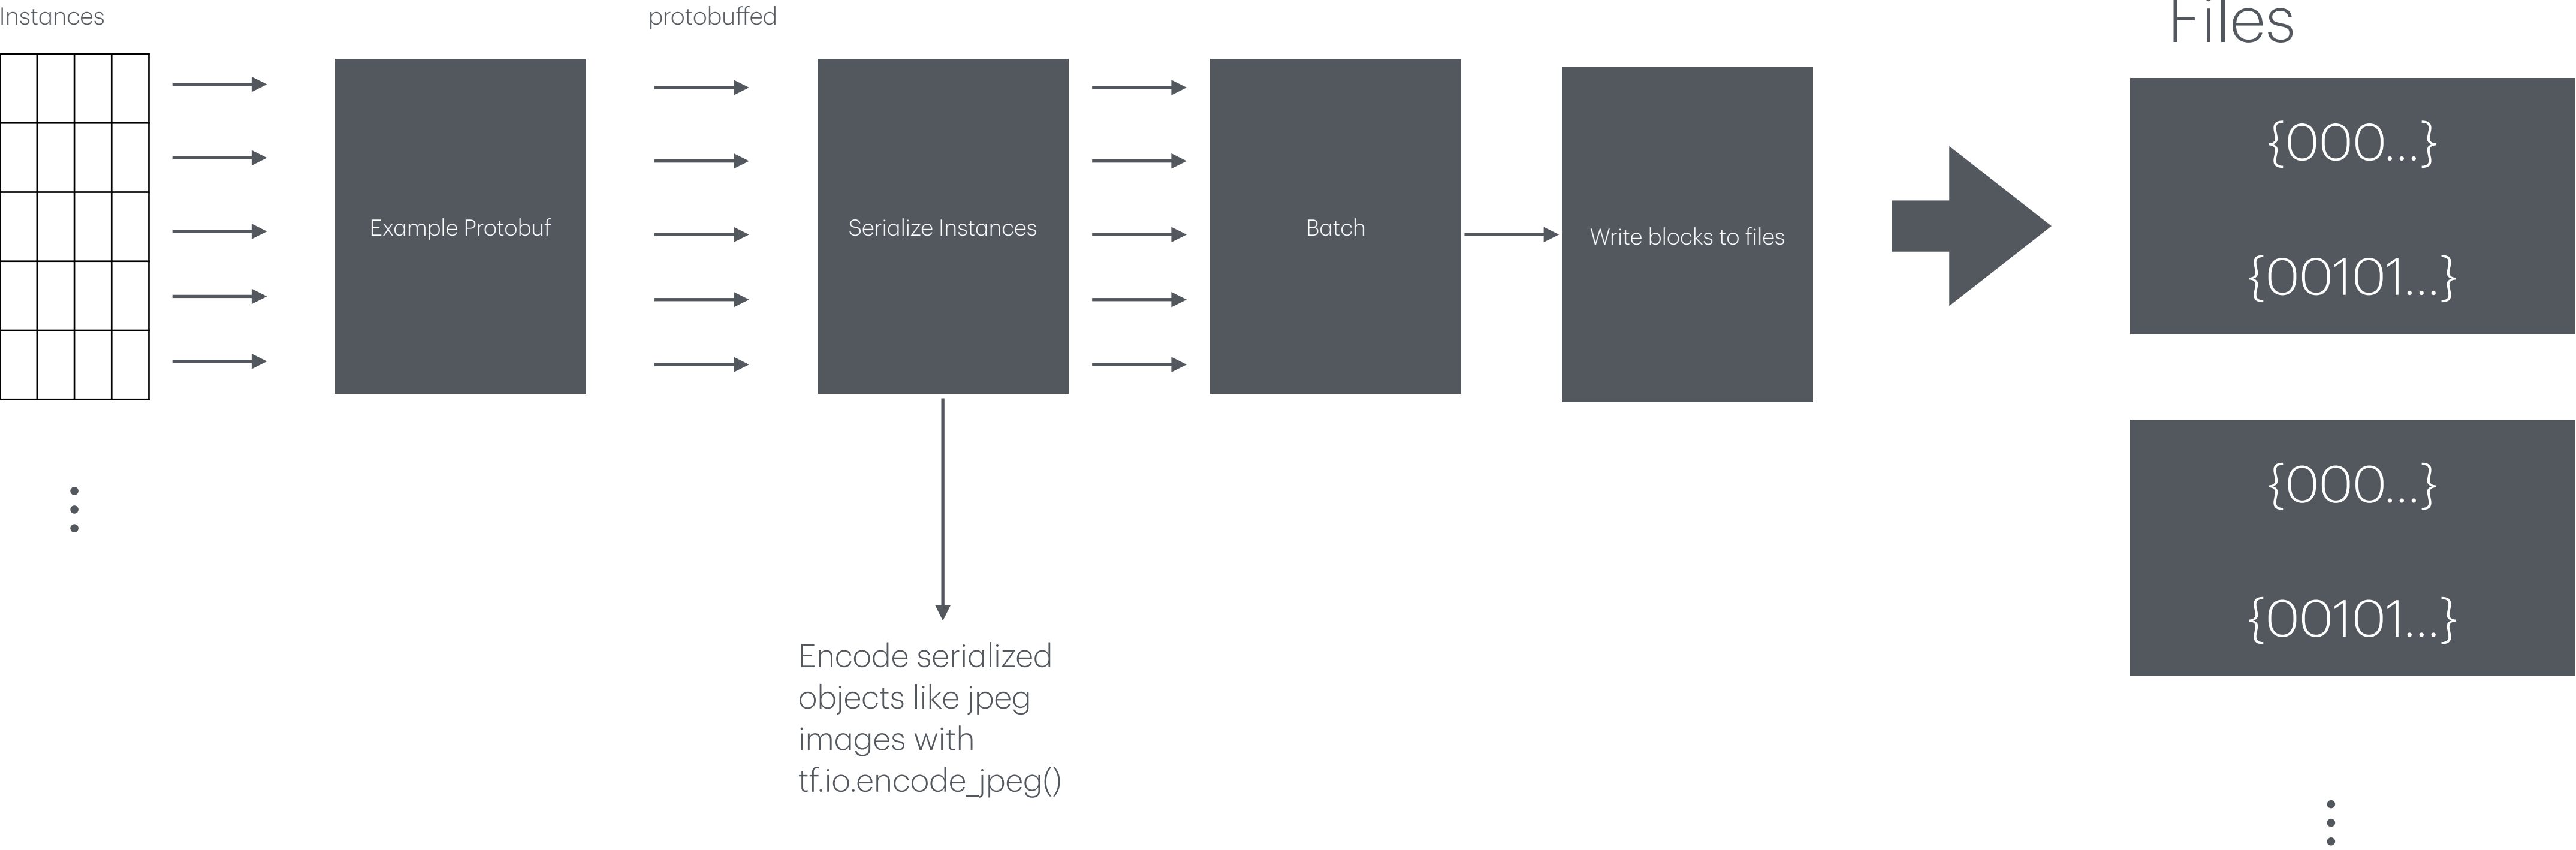 Instances
protobuffed
Files
Example Protobuf
Serialize Instances
Batch
Write blocks to files
{000...}
{00101...}
{000...}
{00101...}
Encode serialized
objects like jpeg
images with
tf.io.encode_jpeg()